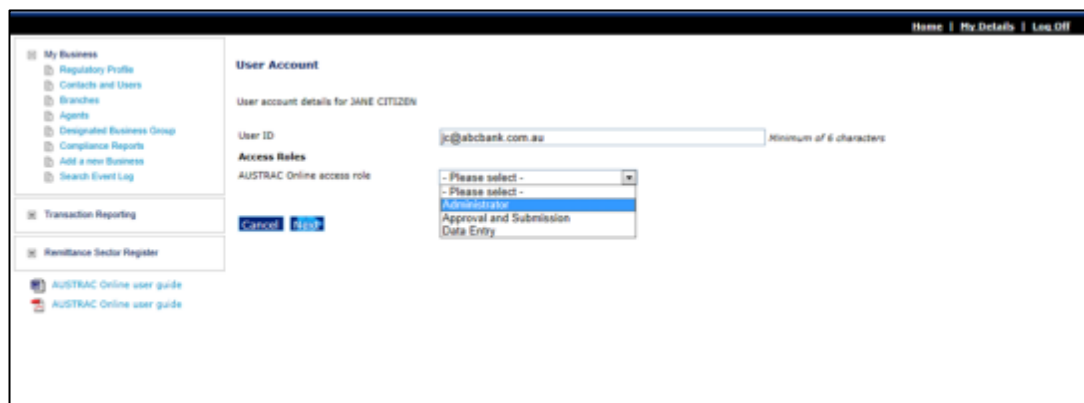 Home | My Details | Log Off
My Business
Regulatory Profile
Contacts and Users
Branches
Agents
Designated Business Group
Compliance Reports
Add a new Business
Search Event Log
Transaction Reporting
Remittance Sector Register
AUSTRAC Online user guide
AUSTRAC Online user guide
User Account
User account details for JANE CITIZEN
User ID jc@abcbank.com.au Minimum of 6 characters
Access Roles
AUSTRAC Online access role - Please select -
- Please select -
Administrator
Approval and Submission
Data Entry
Cancel Next